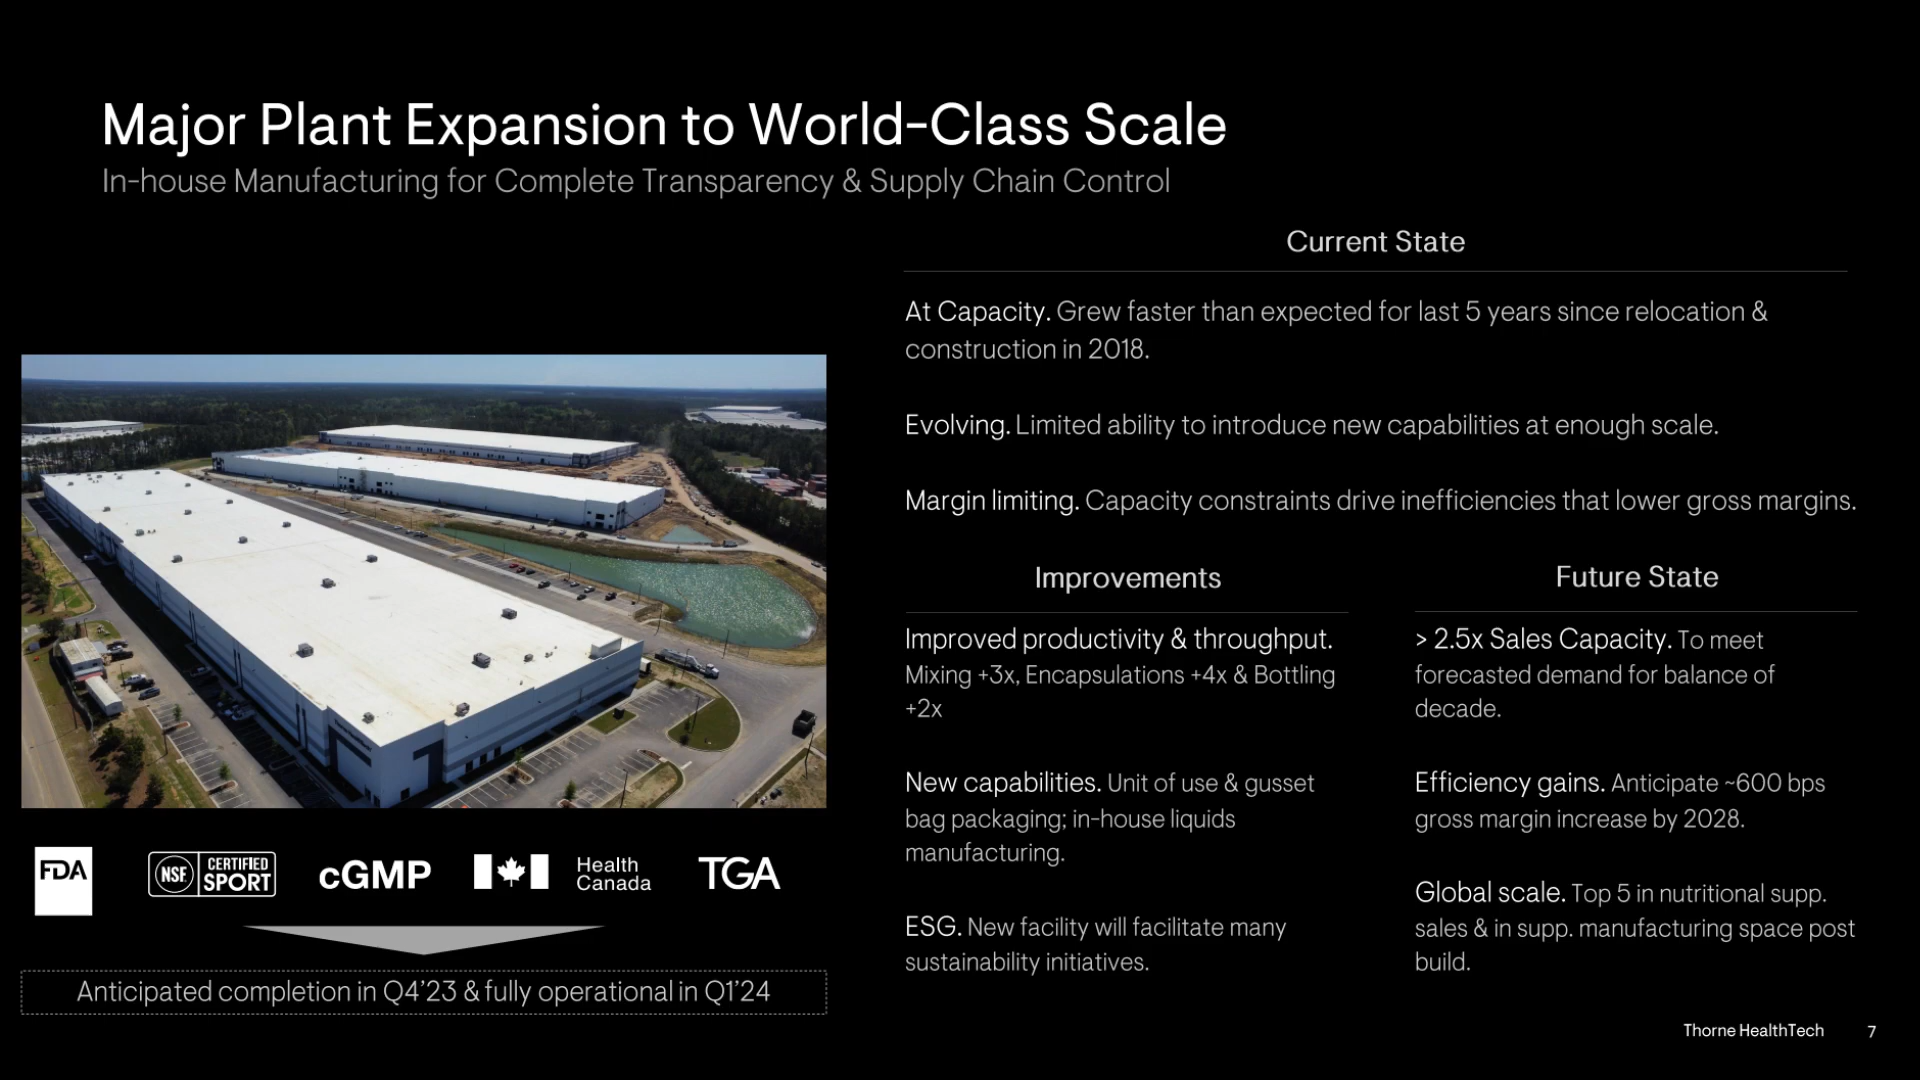 Major Plant Expansion to World-Class Scale
In-house Manufacturing for Complete Transparency & Supply Chain Control
Current State
At Capacity. Grew faster than expected for last 5 years since relocation &
construction in 2018.
Evolving. Limited ability to introduce new capabilities at enough scale.
Margin limiting. Capacity constraints drive inefficiencies that lower gross margins.
Improvements
Improved productivity & throughput.
Mixing +3x, Encapsulations +4x & Bottling
+2x
New capabilities. Unit of use & gusset
bag packaging; in-house liquids
manufacturing.
ESG. New facility will facilitate many
sustainability initiatives.
Future State
> 2.5x Sales Capacity. To meet
forecasted demand for balance of
decade.
Efficiency gains. Anticipate ~600 bps
gross margin increase by 2028.
Global scale. Top 5 in nutritional supp.
sales & in supp. manufacturing space post
build.
FDA
NSF CERTIFIED SPORT
cGMP
Health
Canada
TGA
Anticipated completion in Q4’23 & fully operational in Q1’24
Thorne HealthTech 7